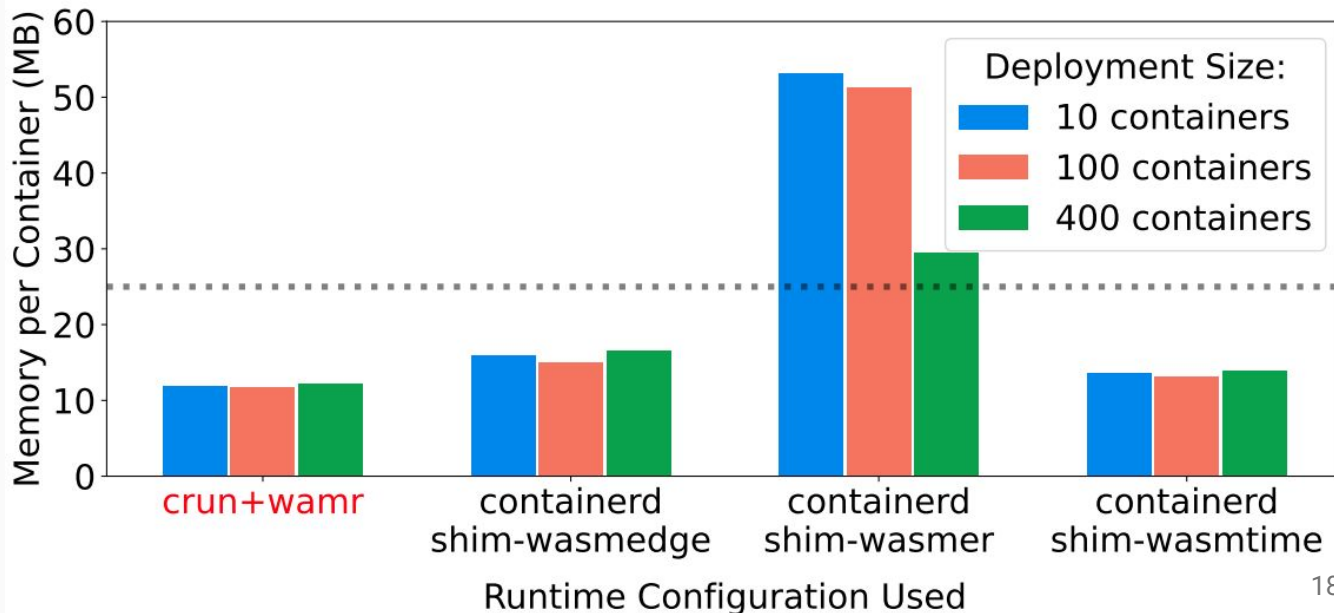 Memory per Container (MB)
60
50
40
30
20
10
0
Deployment Size:
10 containers
100 containers
400 containers
crun+wamr
containerd
shim-wasmedge
containerd
shim-wasmer
containerd
shim-wasmtime
Runtime Configuration Used
18